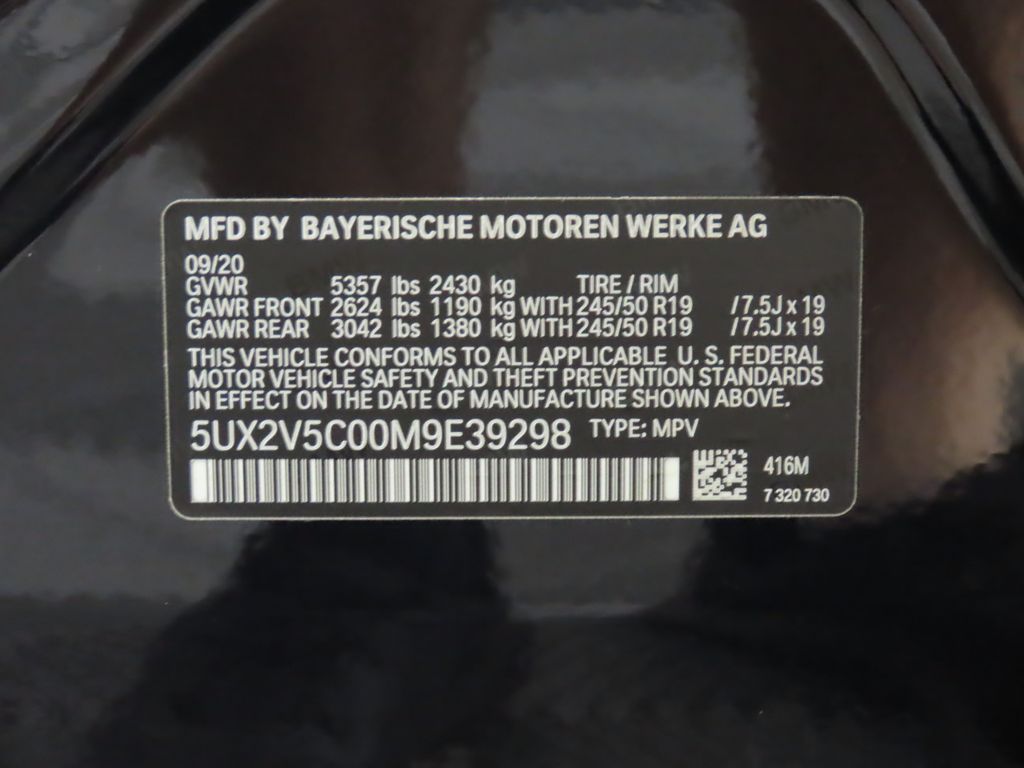 MFD BY BAYERISCHE MOTOREN WERKE AG
09/20
GVWR 5357 lbs 2430 kg TIRE / RIM
GAWR FRONT 2624 lbs 1190 kg WITH 245/50 R19 / 7.5J x 19
GAWR REAR 3042 lbs 1380 kg WITH 245/50 R19 / 7.5J x 19
THIS VEHICLE CONFORMS TO ALL APPLICABLE U. S. FEDERAL
MOTOR VEHICLE SAFETY AND THEFT PREVENTION STANDARDS
IN EFFECT ON THE DATE OF MANUFACTURE SHOWN ABOVE.
5UX2V5C00M9E39298 TYPE: MPV
416M
7 320 730